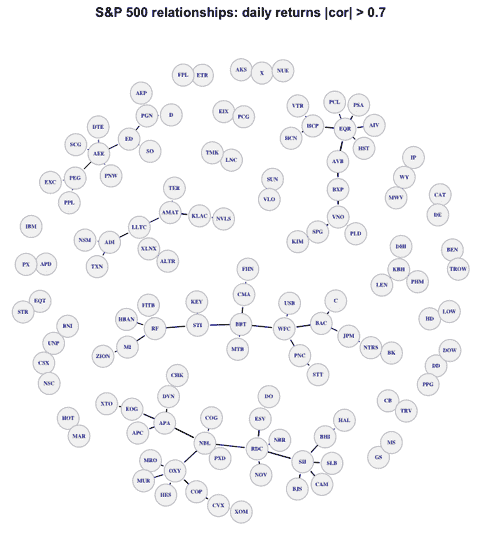 S&P 500 relationships: daily returns |cor| > 0.7
FPL ETR
AKS X NUE
AEP
PGN D
ED
SO
DTE
SCG
AEE
PNW
PEG
EXC
PPL
EIX
PCG
TMK
LNC
VTR
HCP
HCN
PCL
PSA
EQR
AIV
HST
AVB
BXP
VNO
SPG
PLD
KIM
IP
WY
MWV
CAT
DE
SUN
VLO
IBM
PX APD
TER
AMAT
KLAC
NVLS
LLTC
NSM
ADI
TXN
XLNX
ALTR
DHI
KBH
LEN
PHM
BEN
TROW
EQT
STR
RNI
UNP
CSX
NSC
FITB
HBAN
RF
MI
ZION
KEY
STI
FHN
CMA
BBT
MTB
USB
WFC
PNC
STT
C
BAC
JPM
NTRS
BK
LOW
HD
DOW
DD
PPG
CB
TRV
MS
GS
HOT
MAR
CHK
DYN
XTO
EOG
APC
APA
COG
NBL
PXD
MRO
OXY
MUR
HES
COP
CVX
XOM
DO
ESV
NBR
RDC
NOV
HAL
BHI
SII
SLB
CAM
BJS